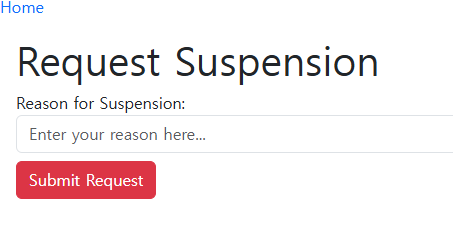 Home
Request Suspension
Reason for Suspension:
Enter your reason here...
Submit Request